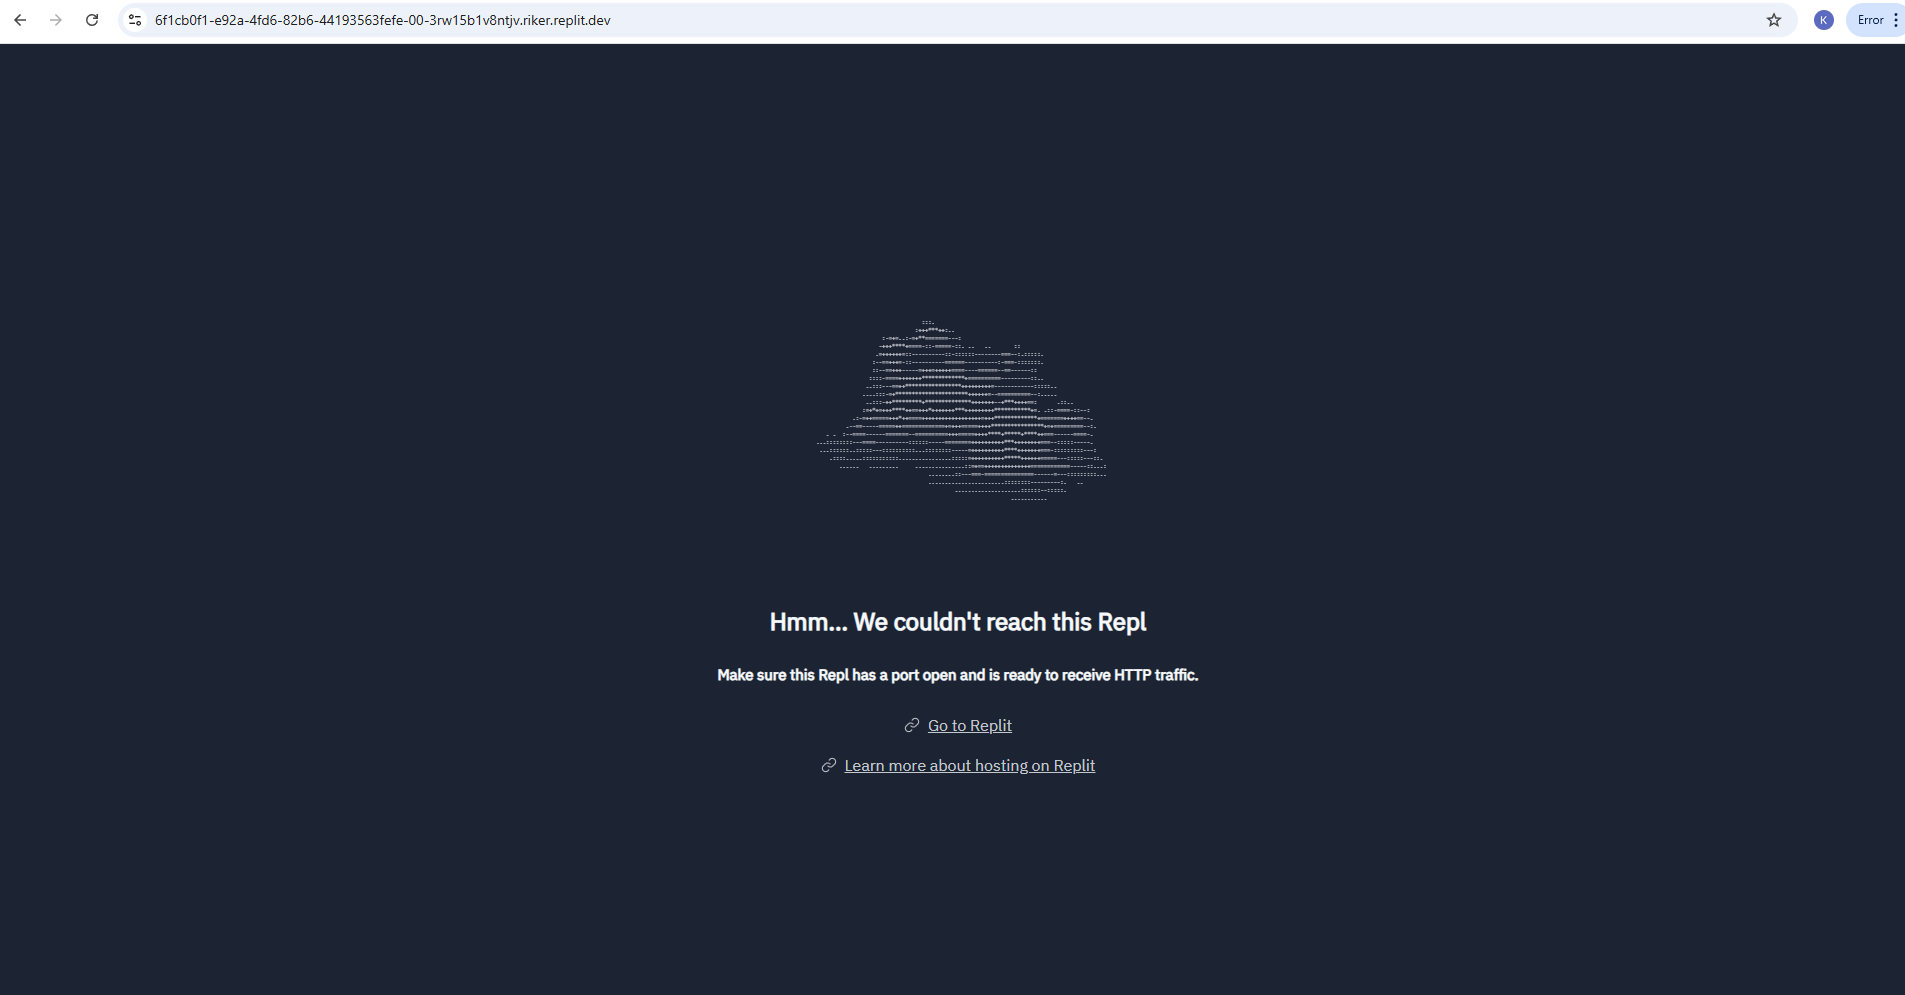 6f1cb0f1-e92a-4fd6-82b6-44193563fefe-00-3rw15b1v8ntjv.riker.replit.dev
K
Error
Hmm... We couldn't reach this Repl
Make sure this Repl has a port open and is ready to receive HTTP traffic.
Go to Replit
Learn more about hosting on Replit